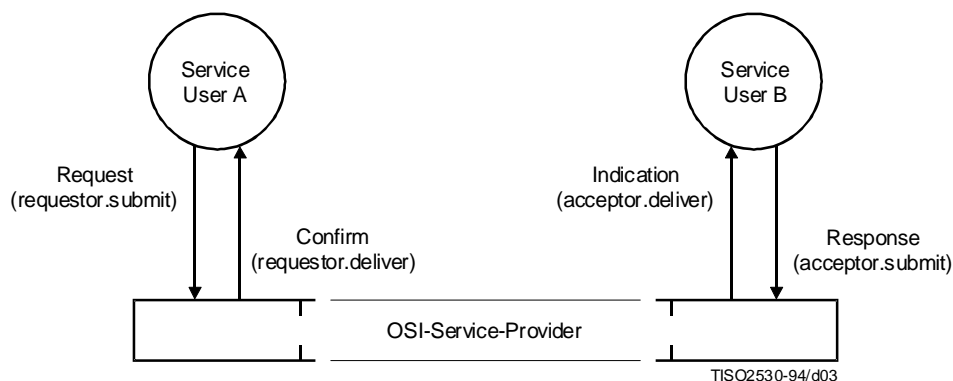 Service
User A
Service
User B
Request
(requestor.submit)
Indication
(acceptor.deliver)
Confirm
(requestor.deliver)
Response
(acceptor.submit)
OSI-Service-Provider
TISO2530-94/d03